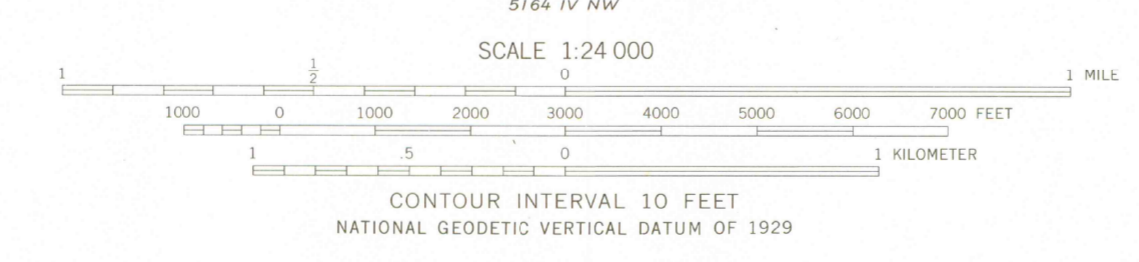 5164 IV NW
SCALE 1:24 000
1 1/2 0 1 MILE
1000 0 1000 2000 3000 4000 5000 6000 7000 FEET
1 .5 0 1 KILOMETER
CONTOUR INTERVAL 10 FEET
NATIONAL GEODETIC VERTICAL DATUM OF 1929